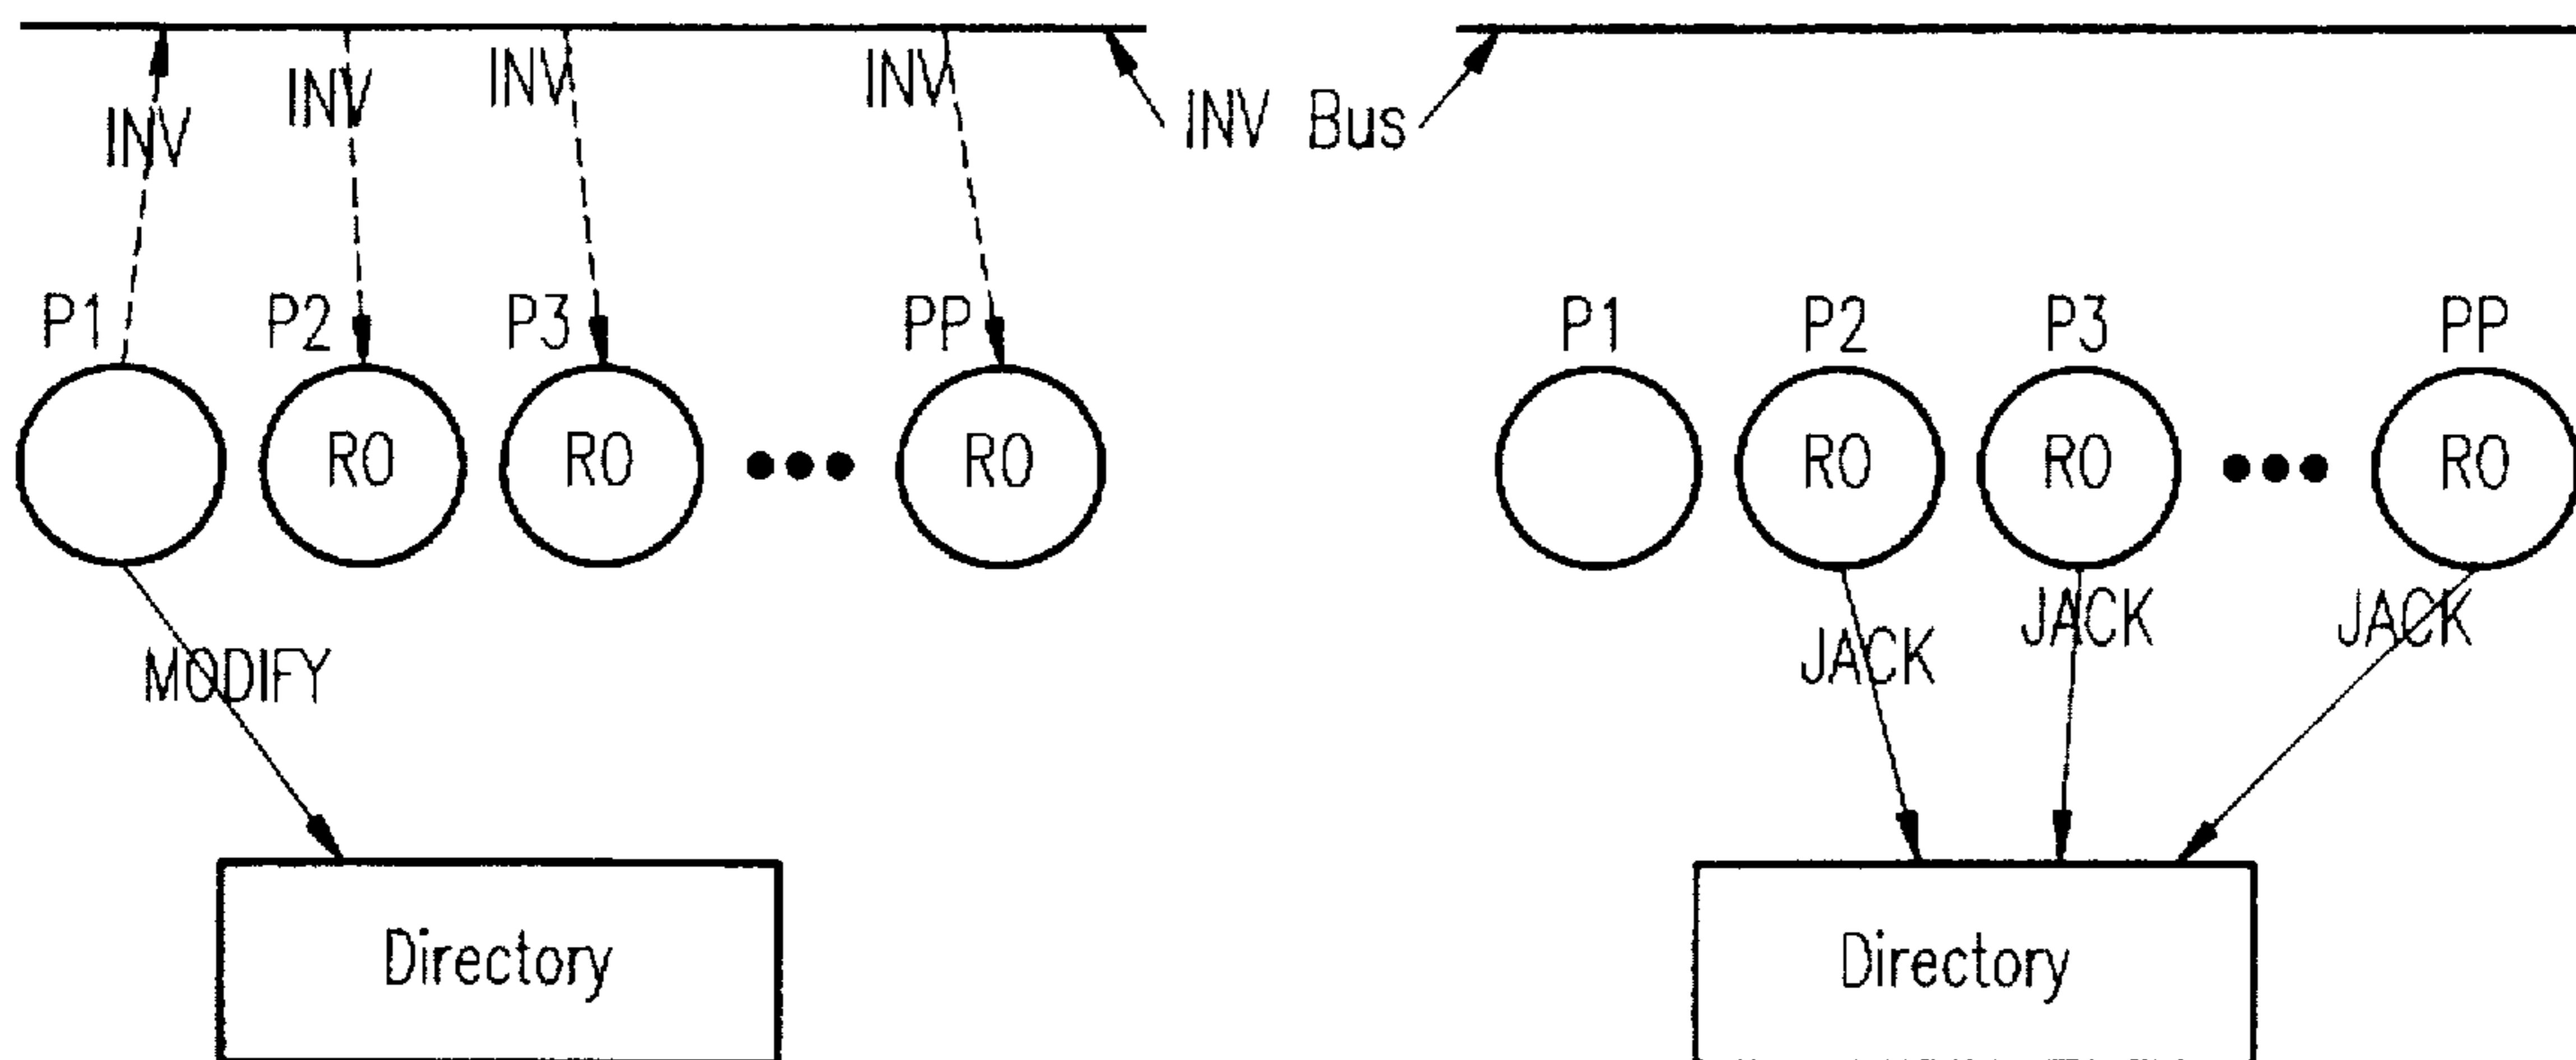 INV INV INV INV
INV Bus
P1 P2 P3 PP
RO RO RO
MODIFY
Directory
P1 P2 P3 PP
RO RO RO
JACK JACK JACK
Directory